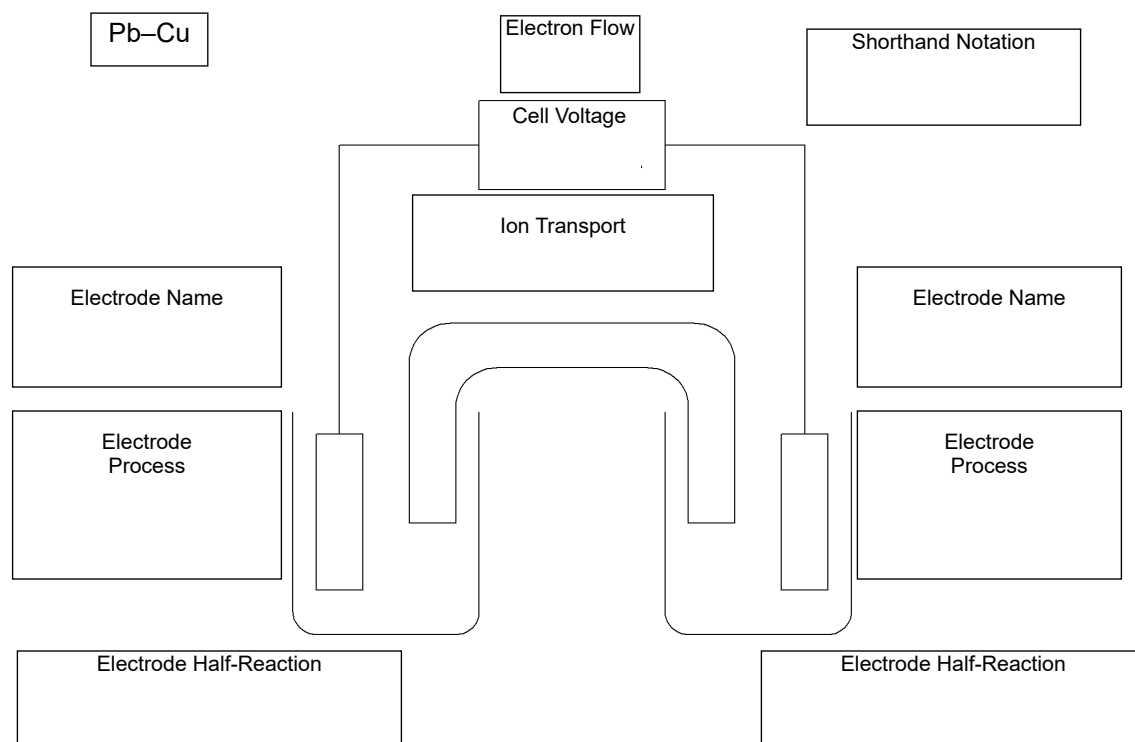 Pb–Cu
Electron Flow
Shorthand Notation
Cell Voltage
Ion Transport
Electrode Name
Electrode Name
Electrode
Process
Electrode
Process
Electrode Half-Reaction
Electrode Half-Reaction